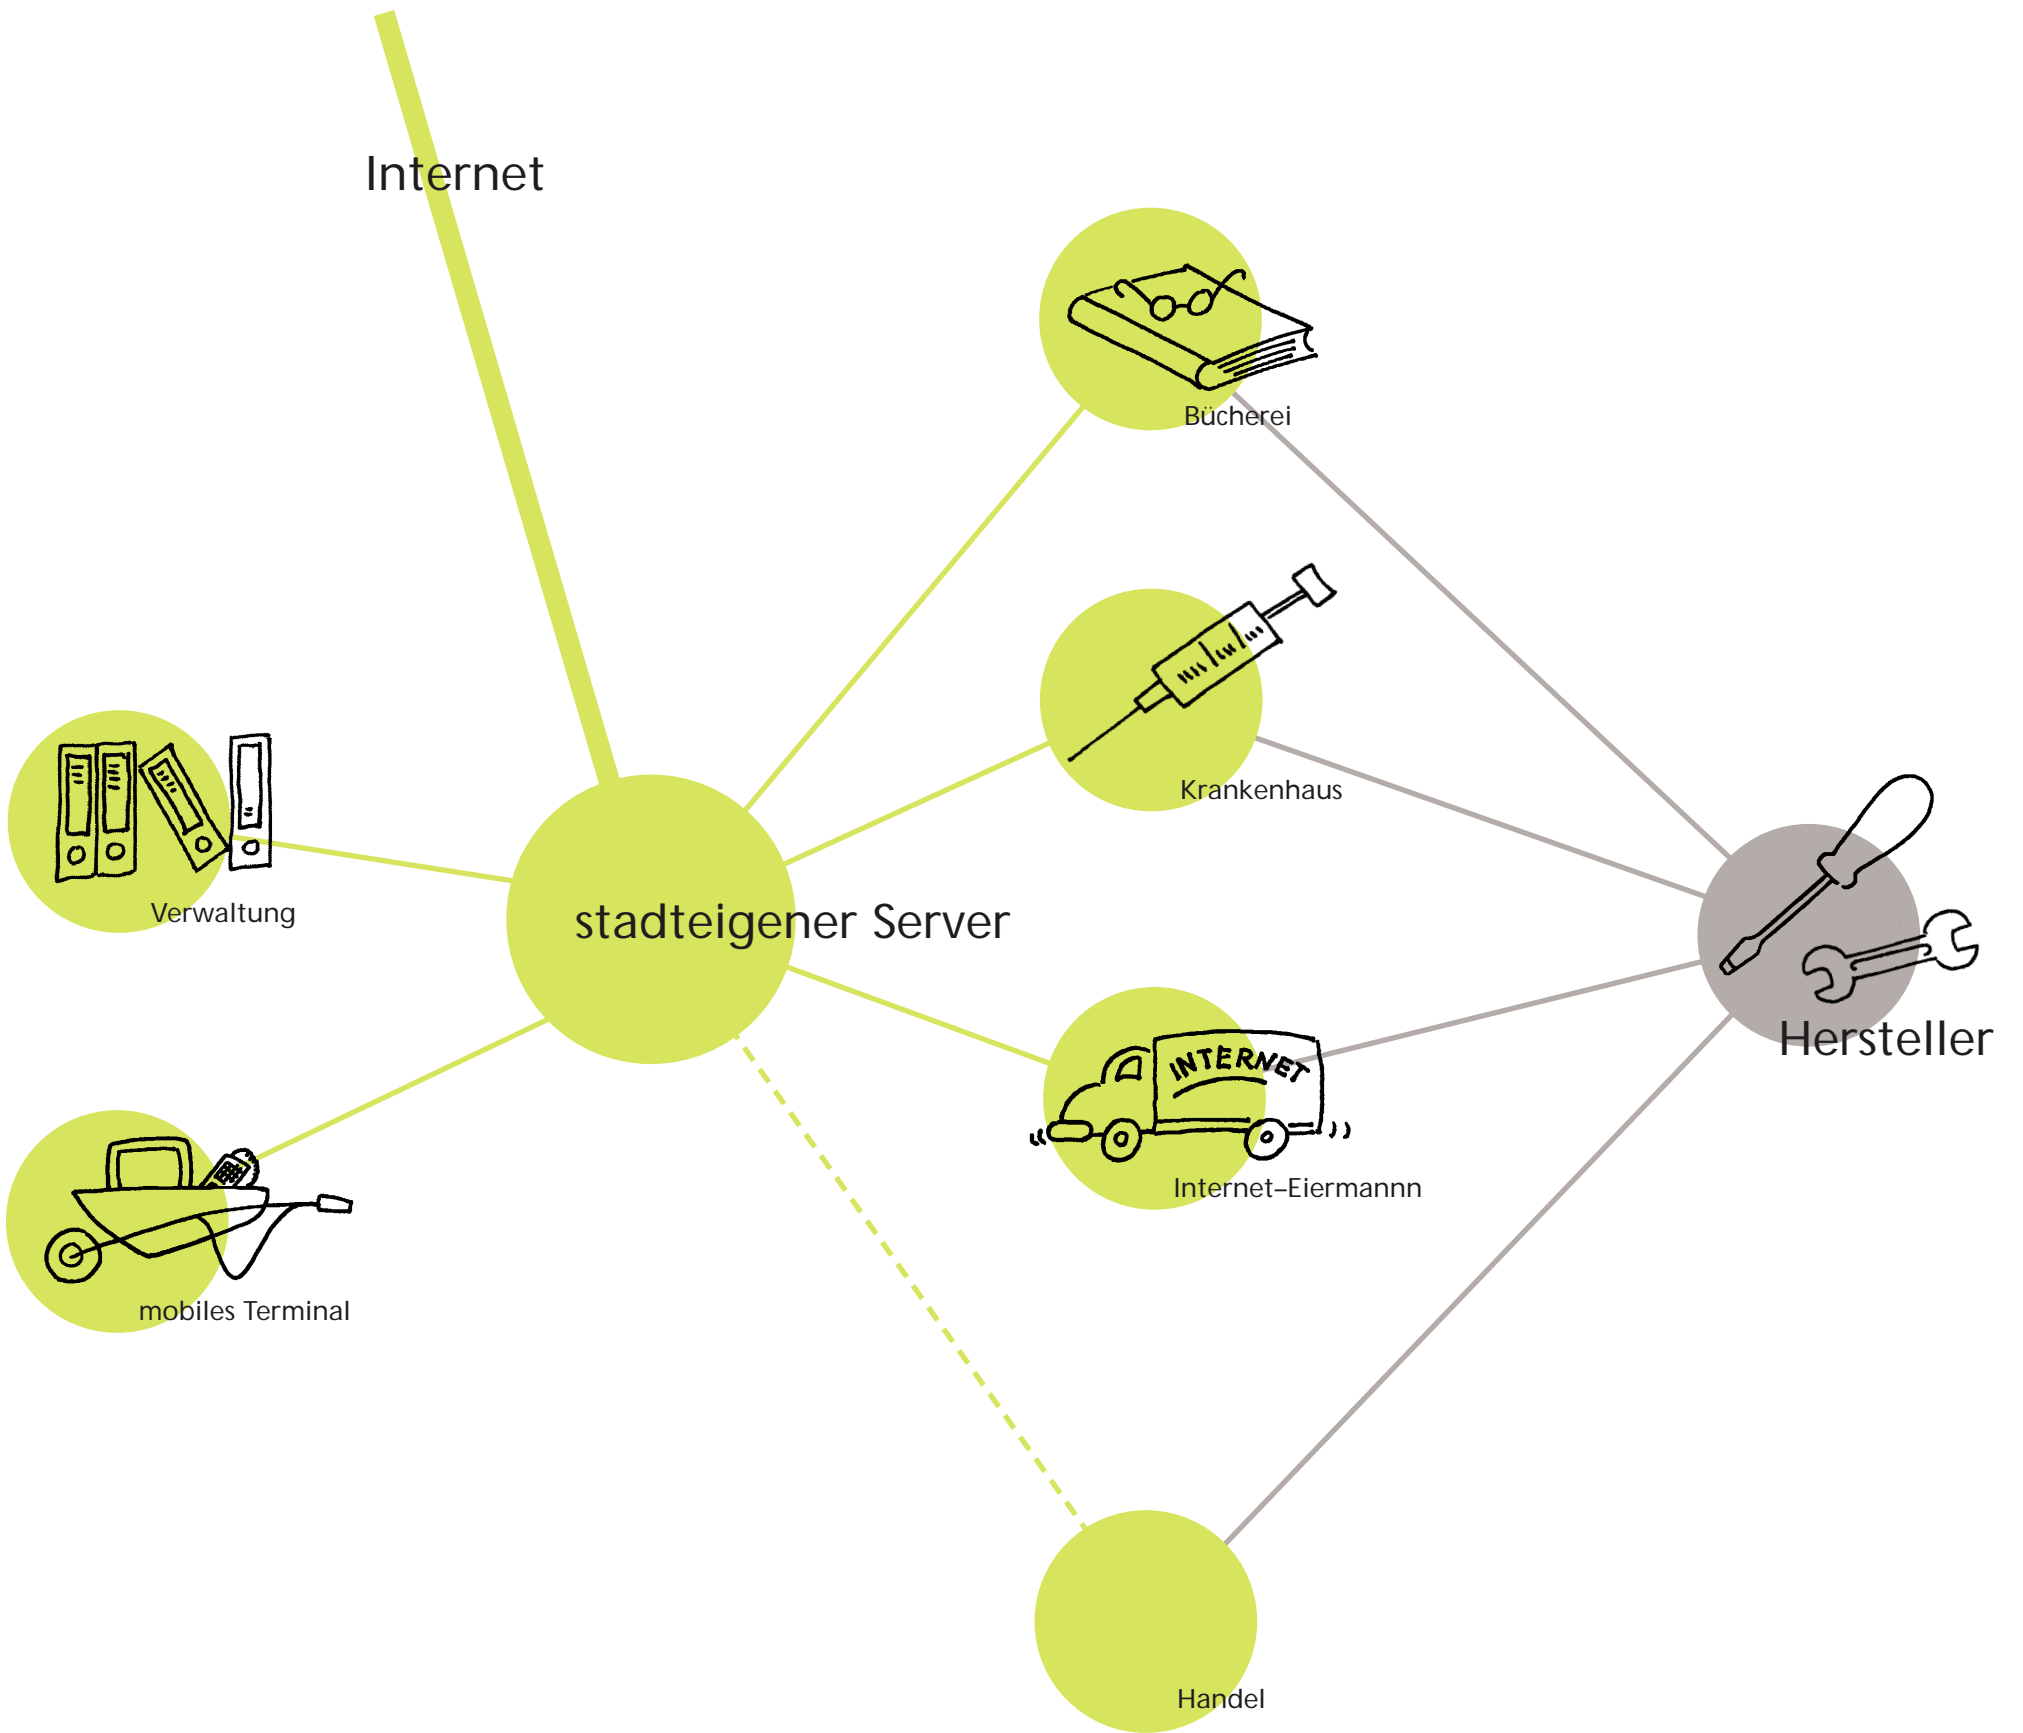 Internet
Bücherei
Krankenhaus
Verwaltung
stadteigener Server
Hersteller
INTERNET
Internet-Eiermannn
mobiles Terminal
Handel